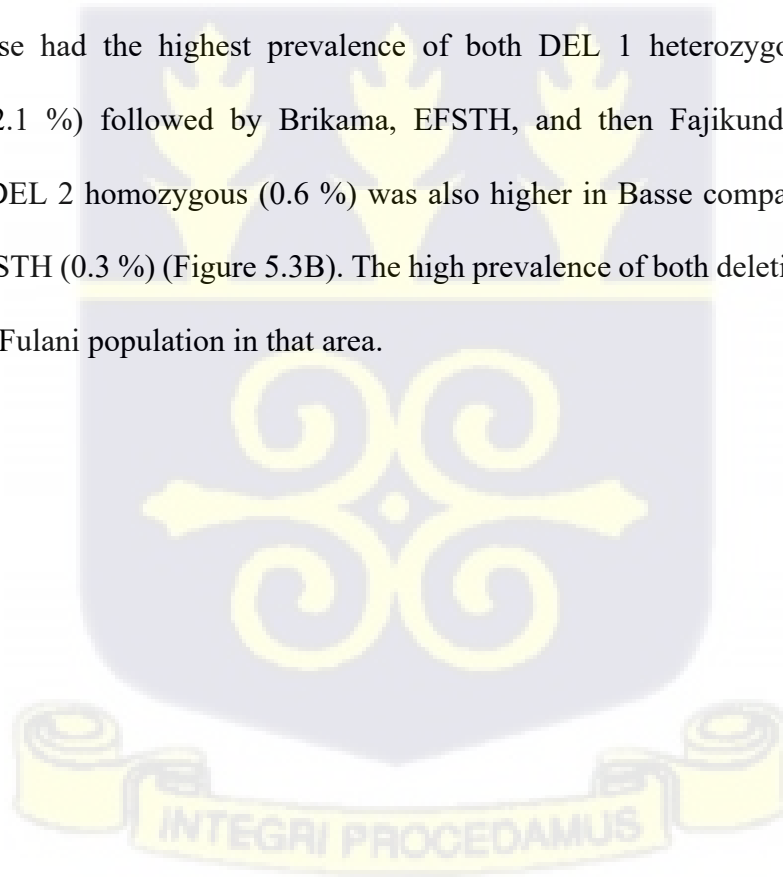 se had the highest prevalence of both DEL 1 heterozygo
2.1 %) followed by Brikama, EFSTH, and then Fajikund
DEL 2 homozygous (0.6 %) was also higher in Basse compa
STH (0.3 %) (Figure 5.3B). The high prevalence of both deleti
Fulani population in that area.
INTEGRI PROCEDAMUS